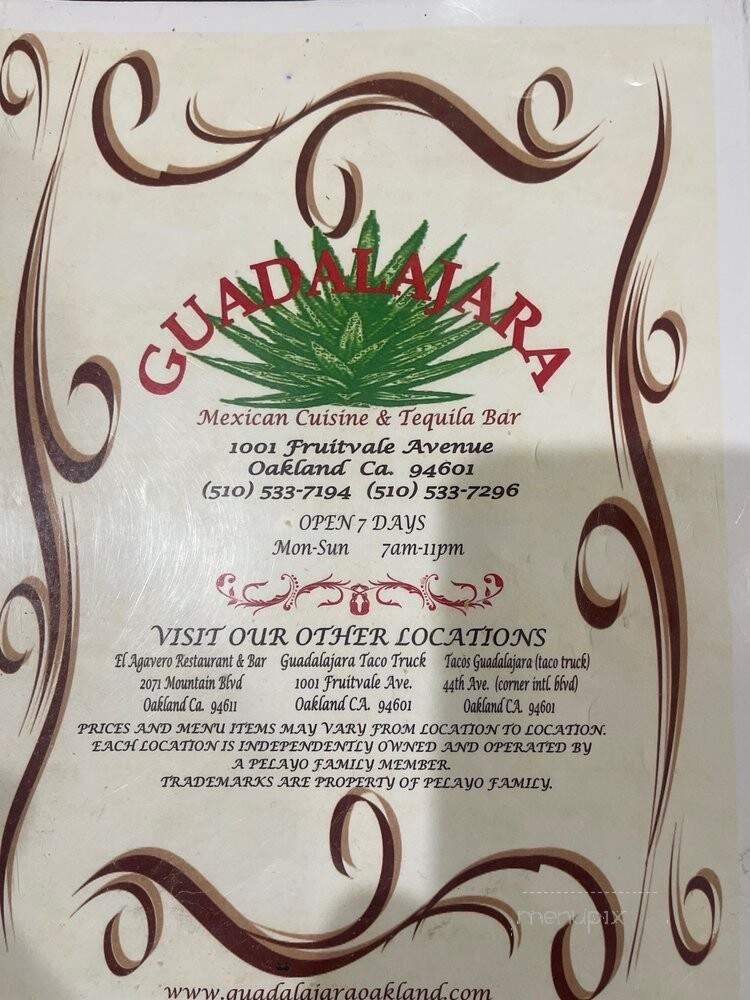 GUADALAJARA
Mexican Cuisine & Tequila Bar
1001 Fruitvale Avenue
Oakland Ca. 94601
(510) 533-7194 (510) 533-7296
OPEN 7 DAYS
Mon-Sun 7am-11pm
VISIT OUR OTHER LOCATIONS
El Agavero Restaurant & Bar Guadalajara Taco Truck Tacos Guadalajara (taco truck)
2071 Mountain Blvd 1001 Fruitvale Ave. 44th Ave. (corner intl. blvd)
Oakland Ca. 94611 Oakland CA. 94601 Oakland CA. 94601
PRICES AND MENU ITEMS MAY VARY FROM LOCATION TO LOCATION.
EACH LOCATION IS INDEPENDENTLY OWNED AND OPERATED BY
A PELAYO FAMILY MEMBER.
TRADEMARKS ARE PROPERTY OF PELAYO FAMILY.
menupix
www.guadalajaraoakland.com